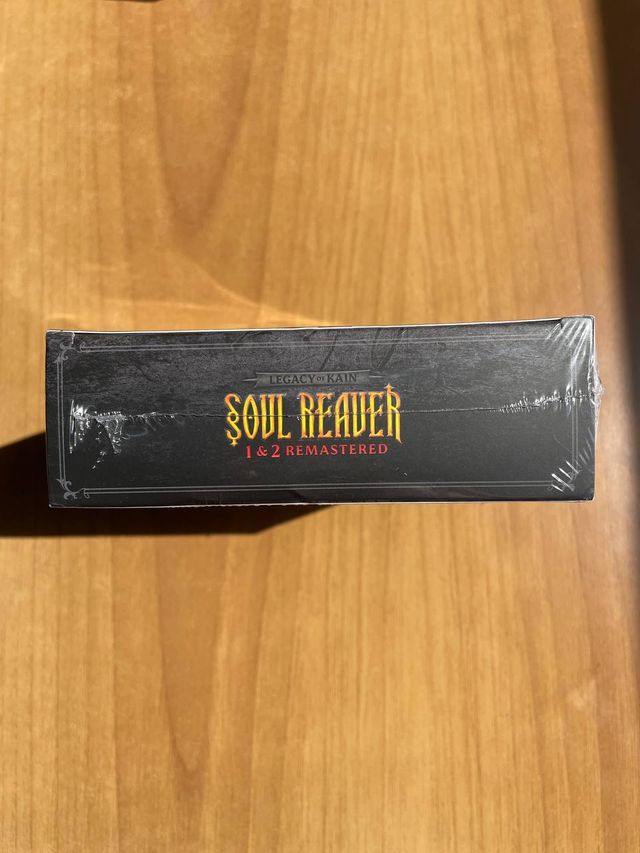 LEGACY OF KAIN
SOUL REAVER
1 & 2 REMASTERED